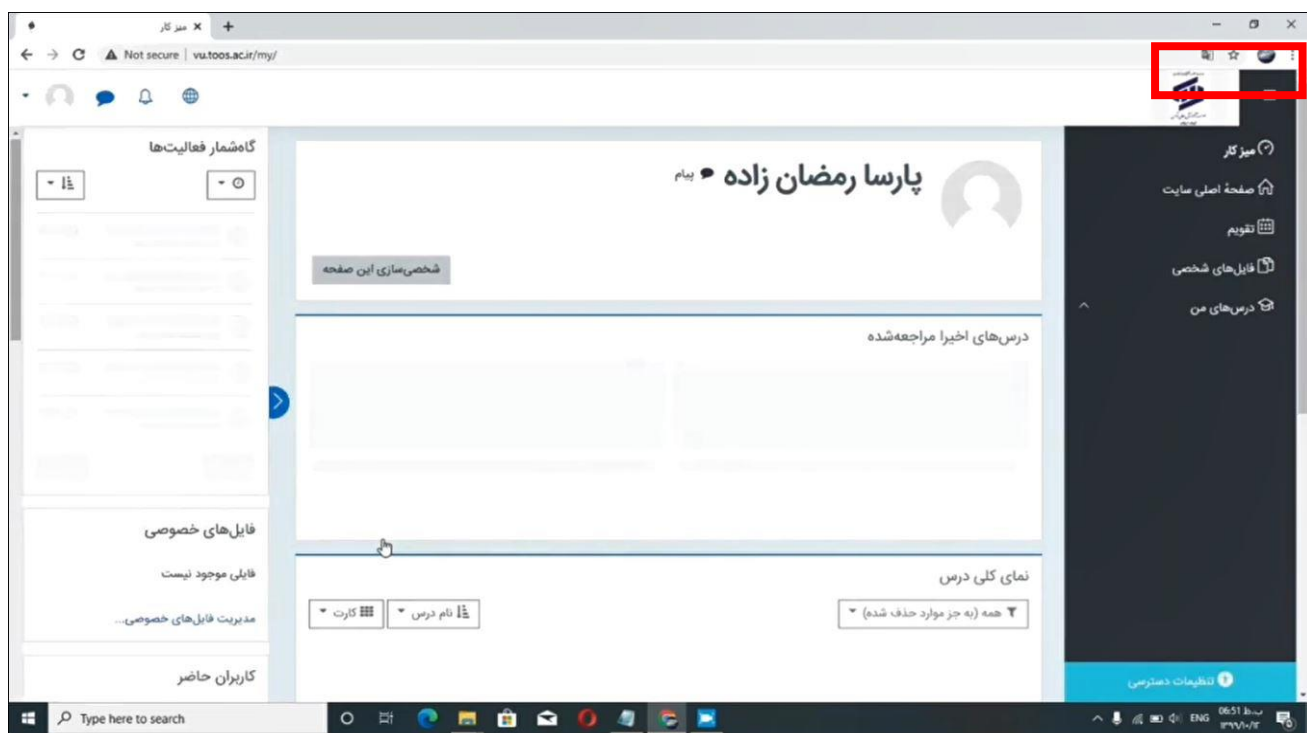 میز کار
Not secure | vu.toos.ac.ir/my/
میز کار
صفحهٔ اصلی سایت
تقویم
فایل‌های شخصی
درس‌های من
تنظیمات دسترسی
پارسا رمضان زاده پیام
شخصی‌سازی این صفحه
درس‌های اخیرا مراجعه‌شده
نمای کلی درس
همه (به جز موارد حذف شده)
نام درس
کارت
گاه‌شمار فعالیت‌ها
فایل‌های خصوصی
فایلی موجود نیست
مدیریت فایل‌های خصوصی...
کاربران حاضر
Type here to search
ENG
06:51 ب.ظ
۱۳۹۹/۱۰/۱۳